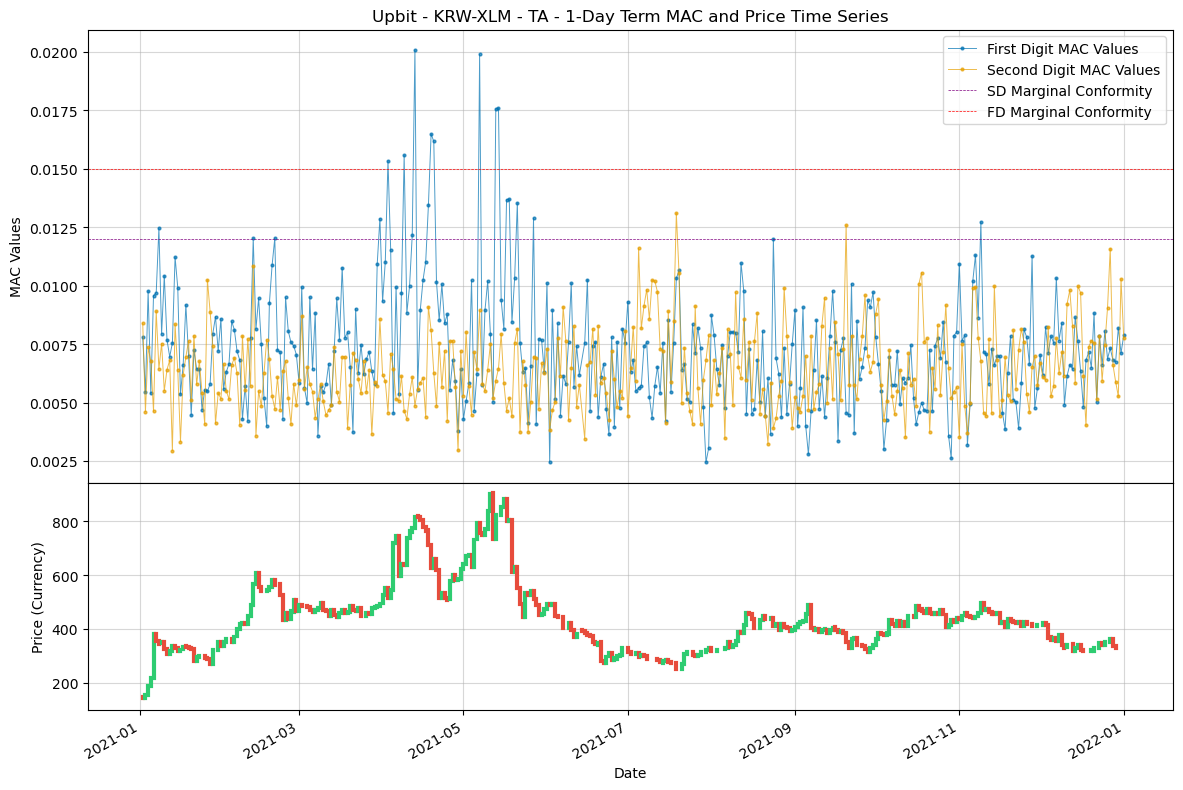 Upbit - KRW-XLM - TA - 1-Day Term MAC and Price Time Series
First Digit MAC Values
Second Digit MAC Values
SD Marginal Conformity
FD Marginal Conformity
MAC Values
0.0200
0.0175
0.0150
0.0125
0.0100
0.0075
0.0050
0.0025
Price (Currency)
800
600
400
200
2021-01
2021-03
2021-05
2021-07
2021-09
2021-11
2022-01
Date